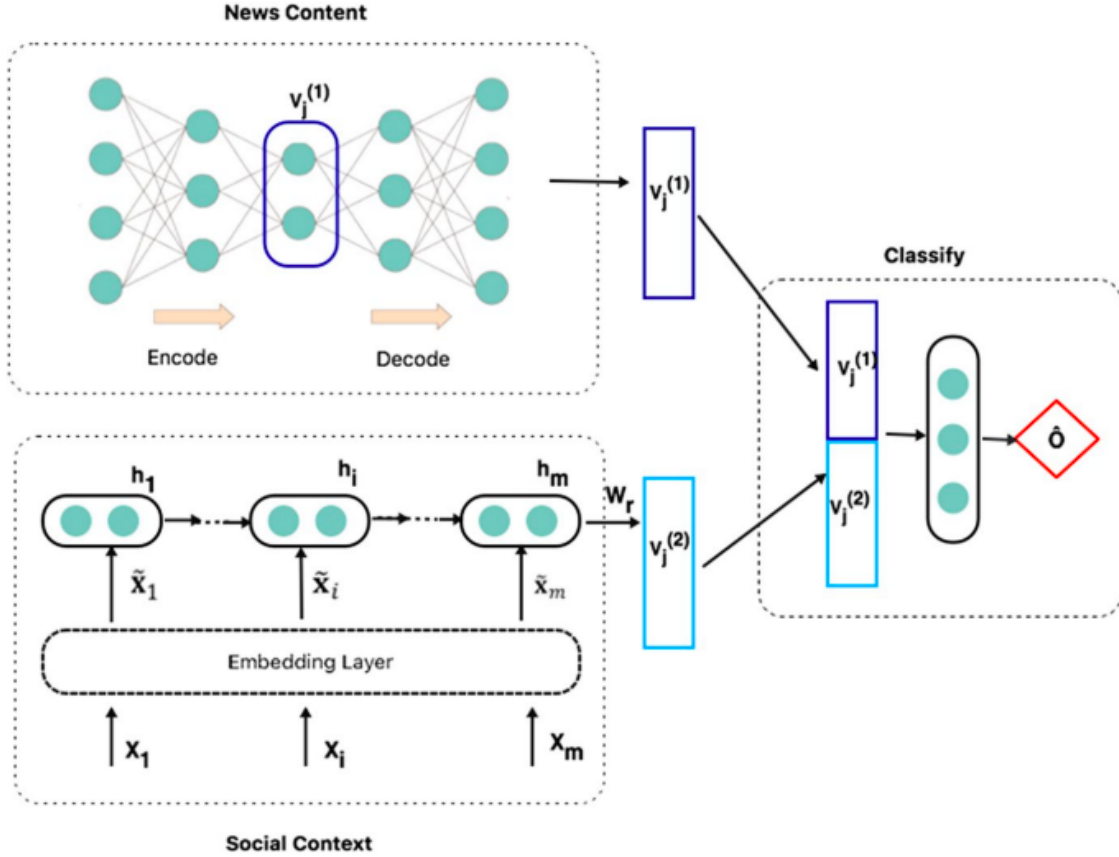 News Content
V_j^(1)
Encode
Decode
V_j^(1)
Classify
V_j^(1)
V_j^(2)
Ô
h_1
h_i
h_m
W_r
V_j^(2)
x̃_1
x̃_i
x̃_m
Embedding Layer
X_1
X_i
X_m
Social Context